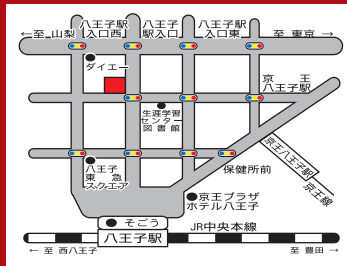 八王子駅
入口西
八王子
駅入口
八王子駅
入口東
←至 山梨
至 東京 →
ダイエー
京王
八王子駅
生涯学習
センター
図書館
八王子
東急
スクエア
保健所前
京王八王子駅
京王線
京王プラザ
ホテル八王子
そごう
JR中央本線
八王子駅
← 至 西八王子
至 豊田 →